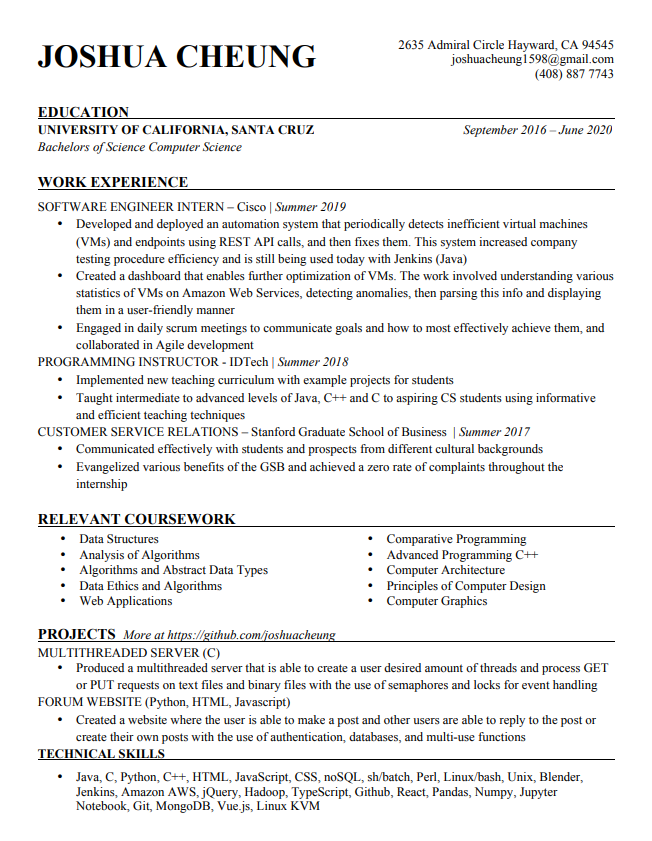 JOSHUA CHEUNG
2635 Admiral Circle Hayward, CA 94545
joshuacheung1598@gmail.com
(408) 887 7743
EDUCATION
UNIVERSITY OF CALIFORNIA, SANTA CRUZ September 2016 – June 2020
Bachelors of Science Computer Science
WORK EXPERIENCE
SOFTWARE ENGINEER INTERN – Cisco | Summer 2019
• Developed and deployed an automation system that periodically detects inefficient virtual machines
(VMs) and endpoints using REST API calls, and then fixes them. This system increased company
testing procedure efficiency and is still being used today with Jenkins (Java)
• Created a dashboard that enables further optimization of VMs. The work involved understanding various
statistics of VMs on Amazon Web Services, detecting anomalies, then parsing this info and displaying
them in a user-friendly manner
• Engaged in daily scrum meetings to communicate goals and how to most effectively achieve them, and
collaborated in Agile development
PROGRAMMING INSTRUCTOR - IDTech | Summer 2018
• Implemented new teaching curriculum with example projects for students
• Taught intermediate to advanced levels of Java, C++ and C to aspiring CS students using informative
and efficient teaching techniques
CUSTOMER SERVICE RELATIONS – Stanford Graduate School of Business | Summer 2017
• Communicated effectively with students and prospects from different cultural backgrounds
• Evangelized various benefits of the GSB and achieved a zero rate of complaints throughout the
internship
RELEVANT COURSEWORK
• Data Structures
• Analysis of Algorithms
• Algorithms and Abstract Data Types
• Data Ethics and Algorithms
• Web Applications
• Comparative Programming
• Advanced Programming C++
• Computer Architecture
• Principles of Computer Design
• Computer Graphics
PROJECTS More at https://github.com/joshuacheung
MULTITHREADED SERVER (C)
• Produced a multithreaded server that is able to create a user desired amount of threads and process GET
or PUT requests on text files and binary files with the use of semaphores and locks for event handling
FORUM WEBSITE (Python, HTML, Javascript)
• Created a website where the user is able to make a post and other users are able to reply to the post or
create their own posts with the use of authentication, databases, and multi-use functions
TECHNICAL SKILLS
• Java, C, Python, C++, HTML, JavaScript, CSS, noSQL, sh/batch, Perl, Linux/bash, Unix, Blender,
Jenkins, Amazon AWS, jQuery, Hadoop, TypeScript, Github, React, Pandas, Numpy, Jupyter
Notebook, Git, MongoDB, Vue.js, Linux KVM